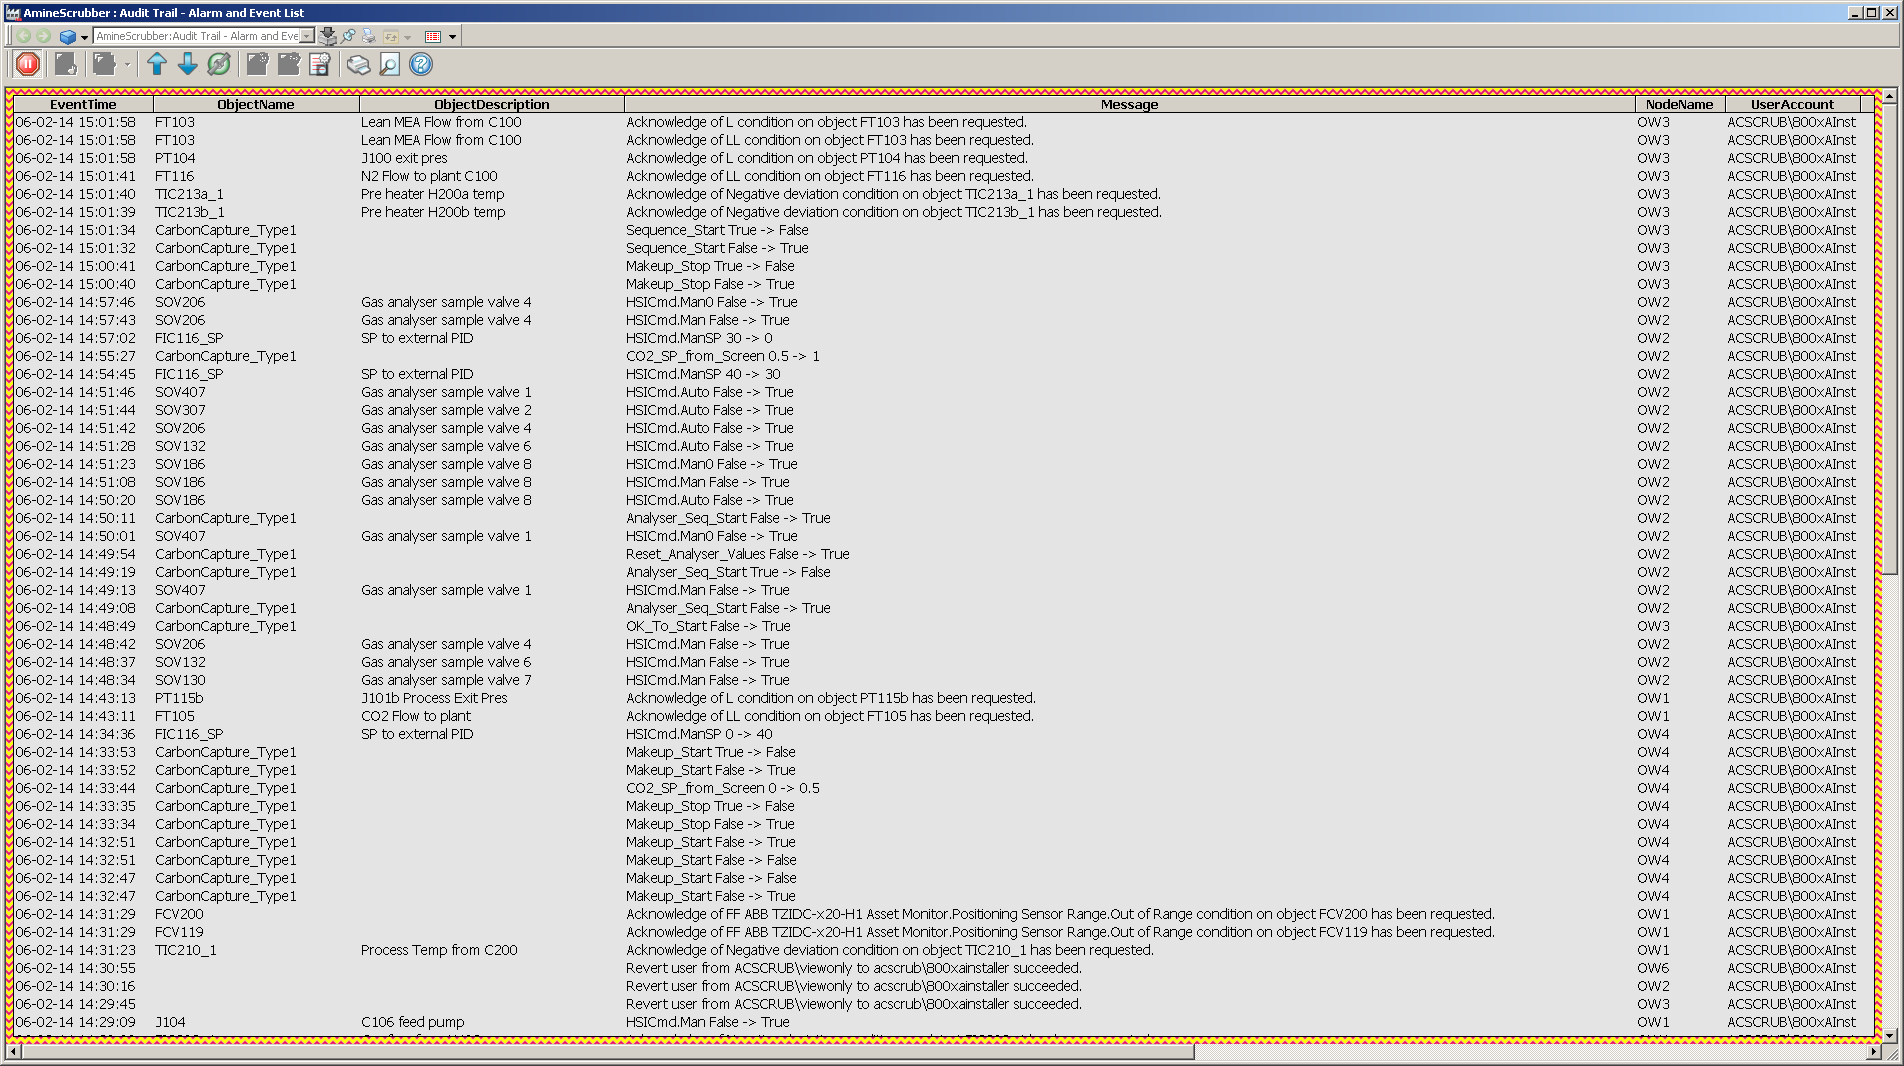 AmineScrubber : Audit Trail - Alarm and Event List
AmineScrubber:Audit Trail - Alarm and Eve
EventTime ObjectName ObjectDescription Message NodeName UserAccount
06-02-14 15:01:58 FT103 Lean MEA Flow from C100 Acknowledge of L condition on object FT103 has been requested. OW3 ACSCRUB\800xAInst
06-02-14 15:01:58 FT103 Lean MEA Flow from C100 Acknowledge of LL condition on object FT103 has been requested. OW3 ACSCRUB\800xAInst
06-02-14 15:01:58 PT104 J100 exit pres Acknowledge of L condition on object PT104 has been requested. OW3 ACSCRUB\800xAInst
06-02-14 15:01:41 FT116 N2 Flow to plant C100 Acknowledge of LL condition on object FT116 has been requested. OW3 ACSCRUB\800xAInst
06-02-14 15:01:40 TIC213a_1 Pre heater H200a temp Acknowledge of Negative deviation condition on object TIC213a_1 has been requested. OW3 ACSCRUB\800xAInst
06-02-14 15:01:39 TIC213b_1 Pre heater H200b temp Acknowledge of Negative deviation condition on object TIC213b_1 has been requested. OW3 ACSCRUB\800xAInst
06-02-14 15:01:34 CarbonCapture_Type1 Sequence_Start True -> False OW3 ACSCRUB\800xAInst
06-02-14 15:01:32 CarbonCapture_Type1 Sequence_Start False -> True OW3 ACSCRUB\800xAInst
06-02-14 15:00:41 CarbonCapture_Type1 Makeup_Stop True -> False OW3 ACSCRUB\800xAInst
06-02-14 15:00:40 CarbonCapture_Type1 Makeup_Stop False -> True OW3 ACSCRUB\800xAInst
06-02-14 14:57:46 SOV206 Gas analyser sample valve 4 HSICmd.Man0 False -> True OW2 ACSCRUB\800xAInst
06-02-14 14:57:43 SOV206 Gas analyser sample valve 4 HSICmd.Man False -> True OW2 ACSCRUB\800xAInst
06-02-14 14:57:02 FIC116_SP SP to external PID HSICmd.ManSP 30 -> 0 OW2 ACSCRUB\800xAInst
06-02-14 14:55:27 CarbonCapture_Type1 CO2_SP_from_Screen 0.5 -> 1 OW2 ACSCRUB\800xAInst
06-02-14 14:54:45 FIC116_SP SP to external PID HSICmd.ManSP 40 -> 30 OW2 ACSCRUB\800xAInst
06-02-14 14:51:46 SOV407 Gas analyser sample valve 1 HSICmd.Auto False -> True OW2 ACSCRUB\800xAInst
06-02-14 14:51:44 SOV307 Gas analyser sample valve 2 HSICmd.Auto False -> True OW2 ACSCRUB\800xAInst
06-02-14 14:51:42 SOV206 Gas analyser sample valve 4 HSICmd.Auto False -> True OW2 ACSCRUB\800xAInst
06-02-14 14:51:28 SOV132 Gas analyser sample valve 6 HSICmd.Auto False -> True OW2 ACSCRUB\800xAInst
06-02-14 14:51:23 SOV186 Gas analyser sample valve 8 HSICmd.Man0 False -> True OW2 ACSCRUB\800xAInst
06-02-14 14:51:08 SOV186 Gas analyser sample valve 8 HSICmd.Man False -> True OW2 ACSCRUB\800xAInst
06-02-14 14:50:20 SOV186 Gas analyser sample valve 8 HSICmd.Auto False -> True OW2 ACSCRUB\800xAInst
06-02-14 14:50:11 CarbonCapture_Type1 Analyser_Seq_Start False -> True OW2 ACSCRUB\800xAInst
06-02-14 14:50:01 SOV407 Gas analyser sample valve 1 HSICmd.Man0 False -> True OW2 ACSCRUB\800xAInst
06-02-14 14:49:54 CarbonCapture_Type1 Reset_Analyser_Values False -> True OW2 ACSCRUB\800xAInst
06-02-14 14:49:19 CarbonCapture_Type1 Analyser_Seq_Start True -> False OW2 ACSCRUB\800xAInst
06-02-14 14:49:13 SOV407 Gas analyser sample valve 1 HSICmd.Man False -> True OW2 ACSCRUB\800xAInst
06-02-14 14:49:08 CarbonCapture_Type1 Analyser_Seq_Start False -> True OW2 ACSCRUB\800xAInst
06-02-14 14:48:49 CarbonCapture_Type1 OK_To_Start False -> True OW3 ACSCRUB\800xAInst
06-02-14 14:48:42 SOV206 Gas analyser sample valve 4 HSICmd.Man False -> True OW2 ACSCRUB\800xAInst
06-02-14 14:48:37 SOV132 Gas analyser sample valve 6 HSICmd.Man False -> True OW2 ACSCRUB\800xAInst
06-02-14 14:48:34 SOV130 Gas analyser sample valve 7 HSICmd.Man False -> True OW2 ACSCRUB\800xAInst
06-02-14 14:43:13 PT115b J101b Process Exit Pres Acknowledge of L condition on object PT115b has been requested. OW1 ACSCRUB\800xAInst
06-02-14 14:43:11 FT105 CO2 Flow to plant Acknowledge of LL condition on object FT105 has been requested. OW1 ACSCRUB\800xAInst
06-02-14 14:34:36 FIC116_SP SP to external PID HSICmd.ManSP 0 -> 40 OW4 ACSCRUB\800xAInst
06-02-14 14:33:53 CarbonCapture_Type1 Makeup_Start True -> False OW4 ACSCRUB\800xAInst
06-02-14 14:33:52 CarbonCapture_Type1 Makeup_Start False -> True OW4 ACSCRUB\800xAInst
06-02-14 14:33:44 CarbonCapture_Type1 CO2_SP_from_Screen 0 -> 0.5 OW4 ACSCRUB\800xAInst
06-02-14 14:33:35 CarbonCapture_Type1 Makeup_Stop True -> False OW4 ACSCRUB\800xAInst
06-02-14 14:33:34 CarbonCapture_Type1 Makeup_Stop False -> True OW4 ACSCRUB\800xAInst
06-02-14 14:32:51 CarbonCapture_Type1 Makeup_Start False -> True OW4 ACSCRUB\800xAInst
06-02-14 14:32:51 CarbonCapture_Type1 Makeup_Start False -> False OW4 ACSCRUB\800xAInst
06-02-14 14:32:47 CarbonCapture_Type1 Makeup_Start False -> False OW4 ACSCRUB\800xAInst
06-02-14 14:32:47 CarbonCapture_Type1 Makeup_Start False -> True OW4 ACSCRUB\800xAInst
06-02-14 14:31:29 FCV200 Acknowledge of FF ABB TZIDC-x20-H1 Asset Monitor.Positioning Sensor Range.Out of Range condition on object FCV200 has been requested. OW1 ACSCRUB\800xAInst
06-02-14 14:31:29 FCV119 Acknowledge of FF ABB TZIDC-x20-H1 Asset Monitor.Positioning Sensor Range.Out of Range condition on object FCV119 has been requested. OW1 ACSCRUB\800xAInst
06-02-14 14:31:23 TIC210_1 Process Temp from C200 Acknowledge of Negative deviation condition on object TIC210_1 has been requested. OW1 ACSCRUB\800xAInst
06-02-14 14:30:55 Revert user from ACSCRUB\viewonly to acscrub\800xainstaller succeeded. OW6 ACSCRUB\800xAInst
06-02-14 14:30:16 Revert user from ACSCRUB\viewonly to acscrub\800xainstaller succeeded. OW2 ACSCRUB\800xAInst
06-02-14 14:29:45 Revert user from ACSCRUB\viewonly to acscrub\800xainstaller succeeded. OW3 ACSCRUB\800xAInst
06-02-14 14:29:09 J104 C106 feed pump HSICmd.Man False -> True OW1 ACSCRUB\800xAInst